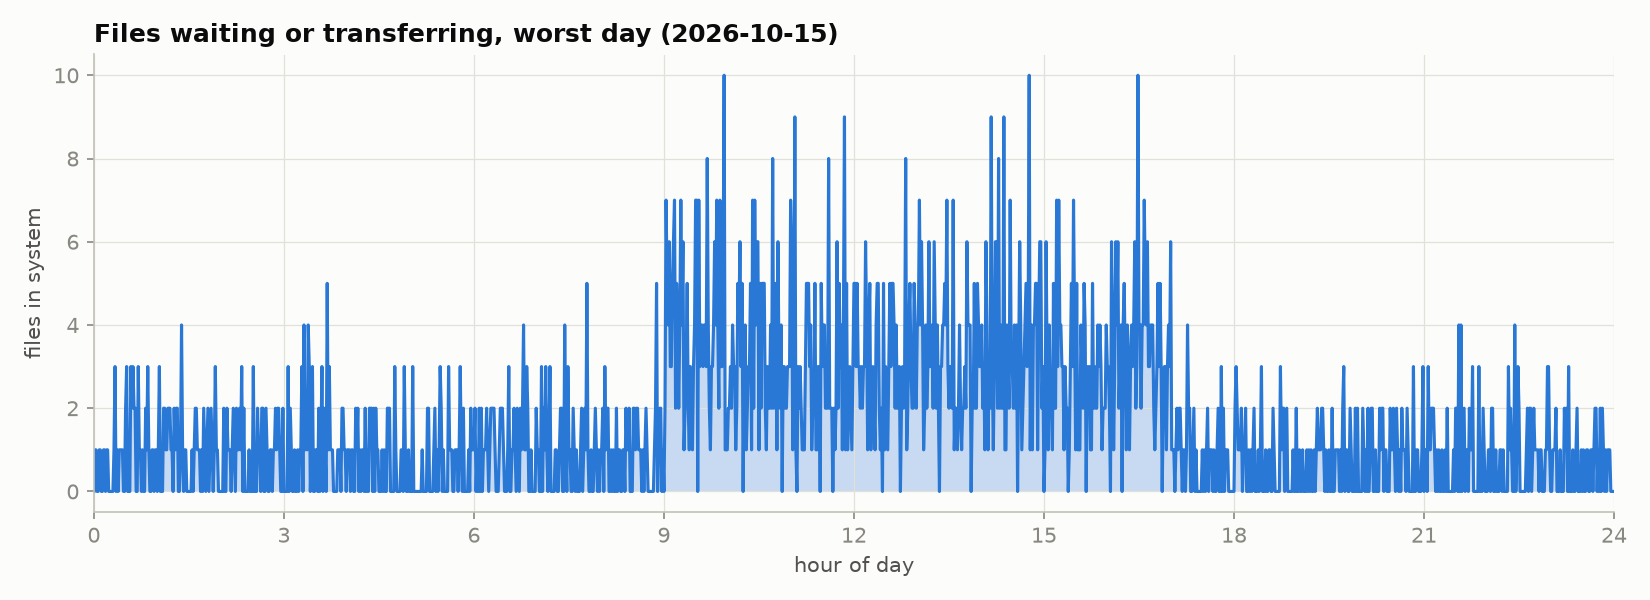 Files waiting or transferring, worst day (2026-10-15)
10
8
6
4
2
0
files in system
0 3 6 9 12 15 18 21 24
hour of day